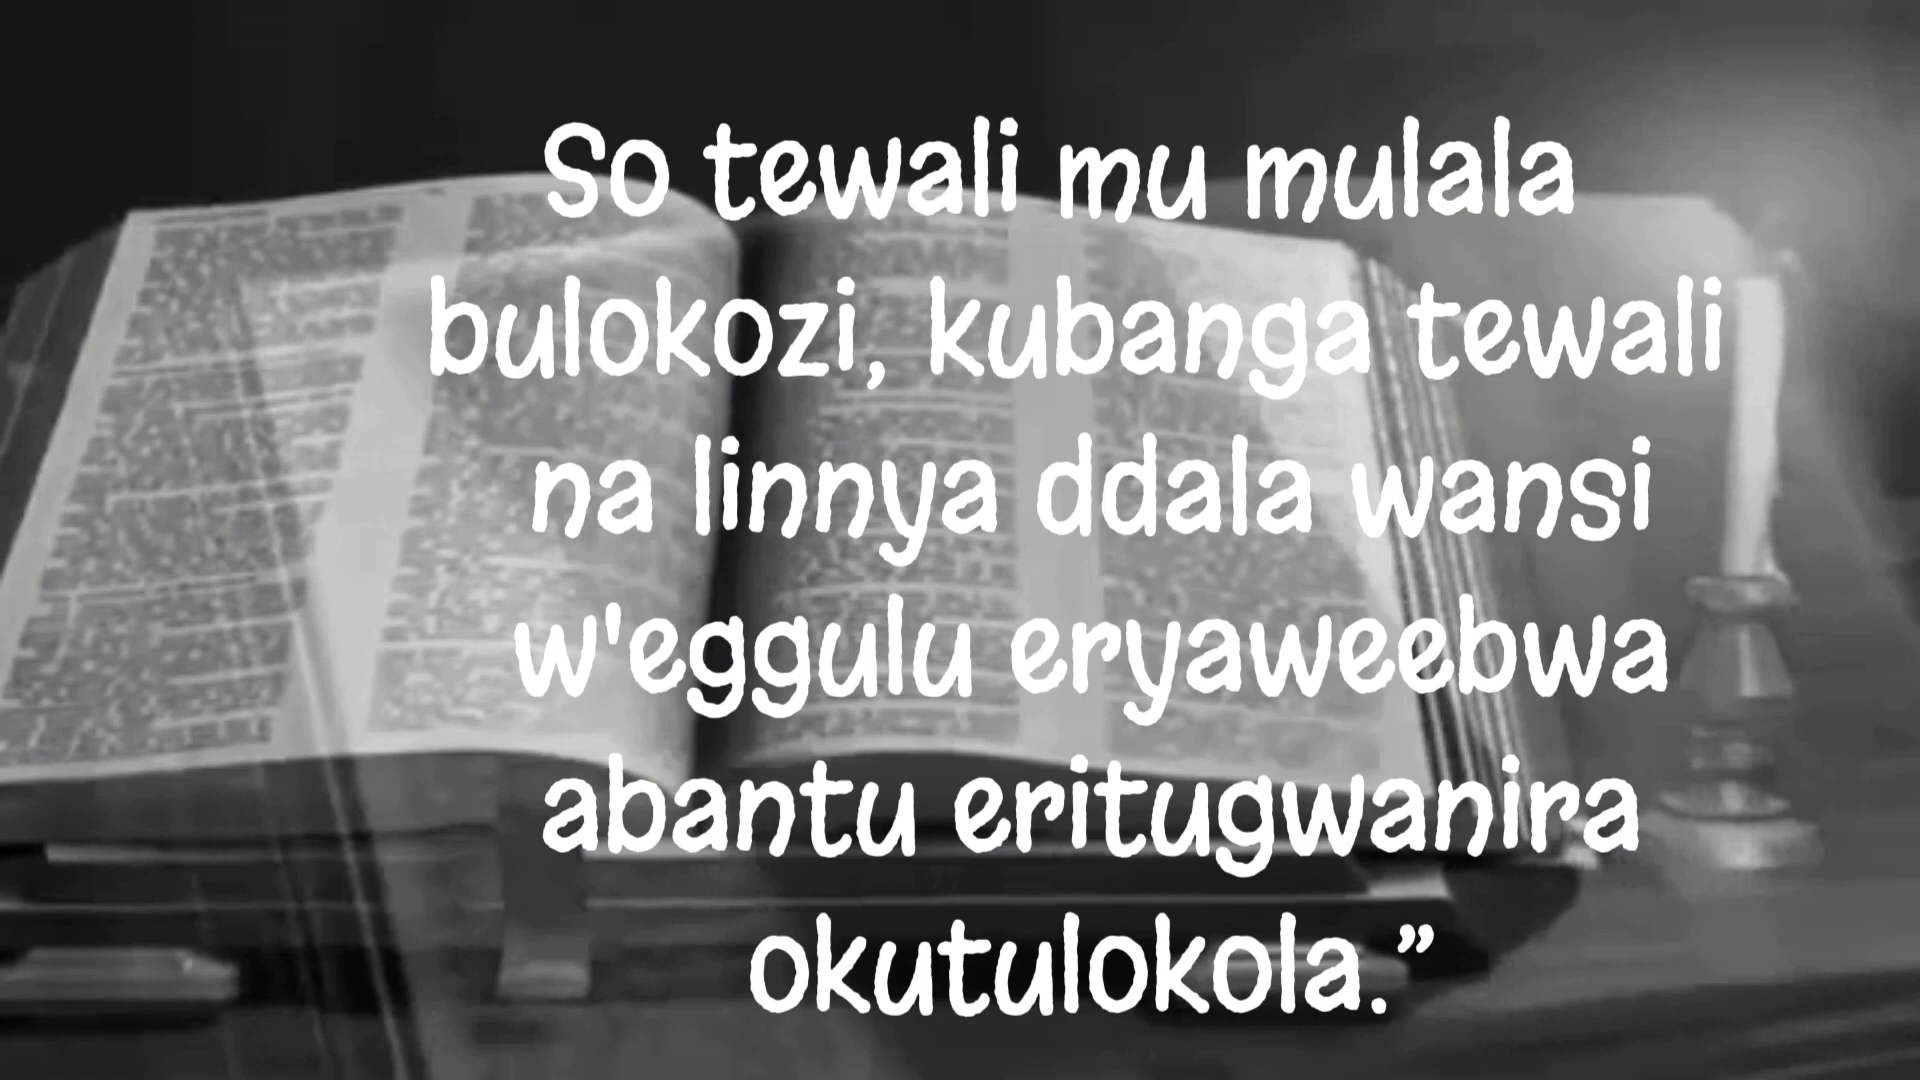 So tewali mu mulala
bulokozi, kubanga tewali
na linnya ddala wansi
w'eggulu eryaweebwa
abantu eritugwanira
okutulokola.”